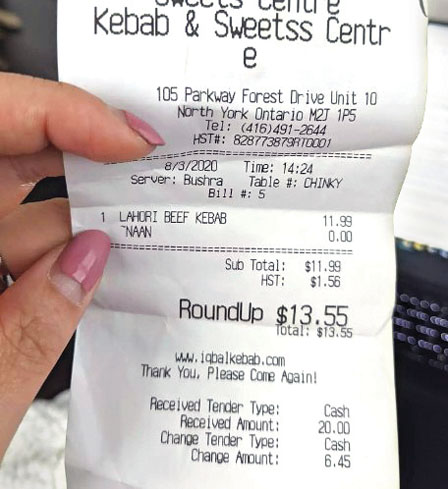 Sweets Centre
Kebab & Sweetss Centr
e
105 Parkway Forest Drive Unit 10
North York Ontario M2J 1P5
Tel: (416)491-2644
HST#: 828773879RT0001
8/3/2020 Time: 14:24
Server: Bushra Table #: CHINKY
Bill #: 5
1 LAHORI BEEF KEBAB 11.99
~NAAN 0.00
Sub Total: $11.99
HST: $1.56
RoundUp $13.55
Total: $13.55
www.iqbalkebab.com
Thank You, Please Come Again!
Received Tender Type: Cash
Received Amount: 20.00
Change Tender Type: Cash
Change Amount: 6.45